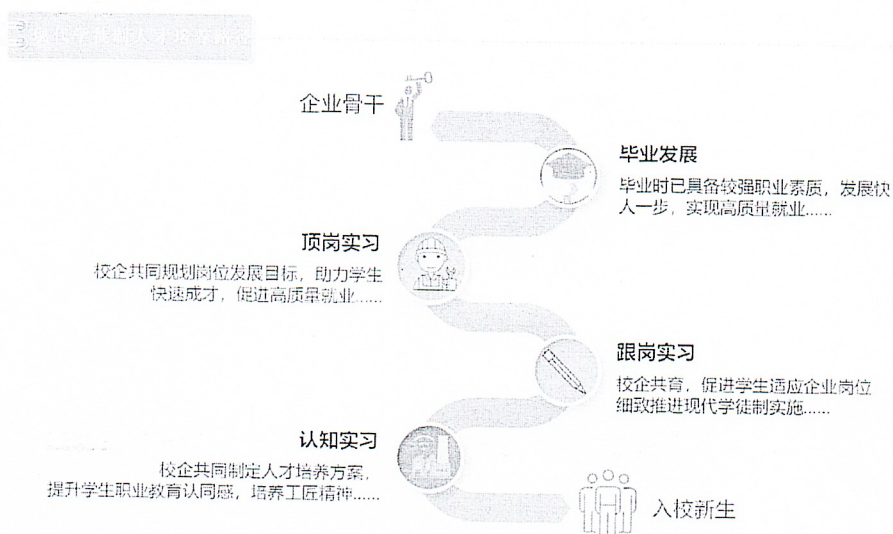 企业骨干
毕业发展
毕业时已具备较强职业素质，发展快
人一步，实现高质量就业......
顶岗实习
校企共同规划岗位发展目标，助力学生
快速成才，促进高质量就业......
跟岗实习
校企共育，促进学生适应企业岗位
细致推进现代学徒制实施......
认知实习
校企共同制定人才培养方案，
提升学生职业教育认同感，培养工匠精神......
入校新生